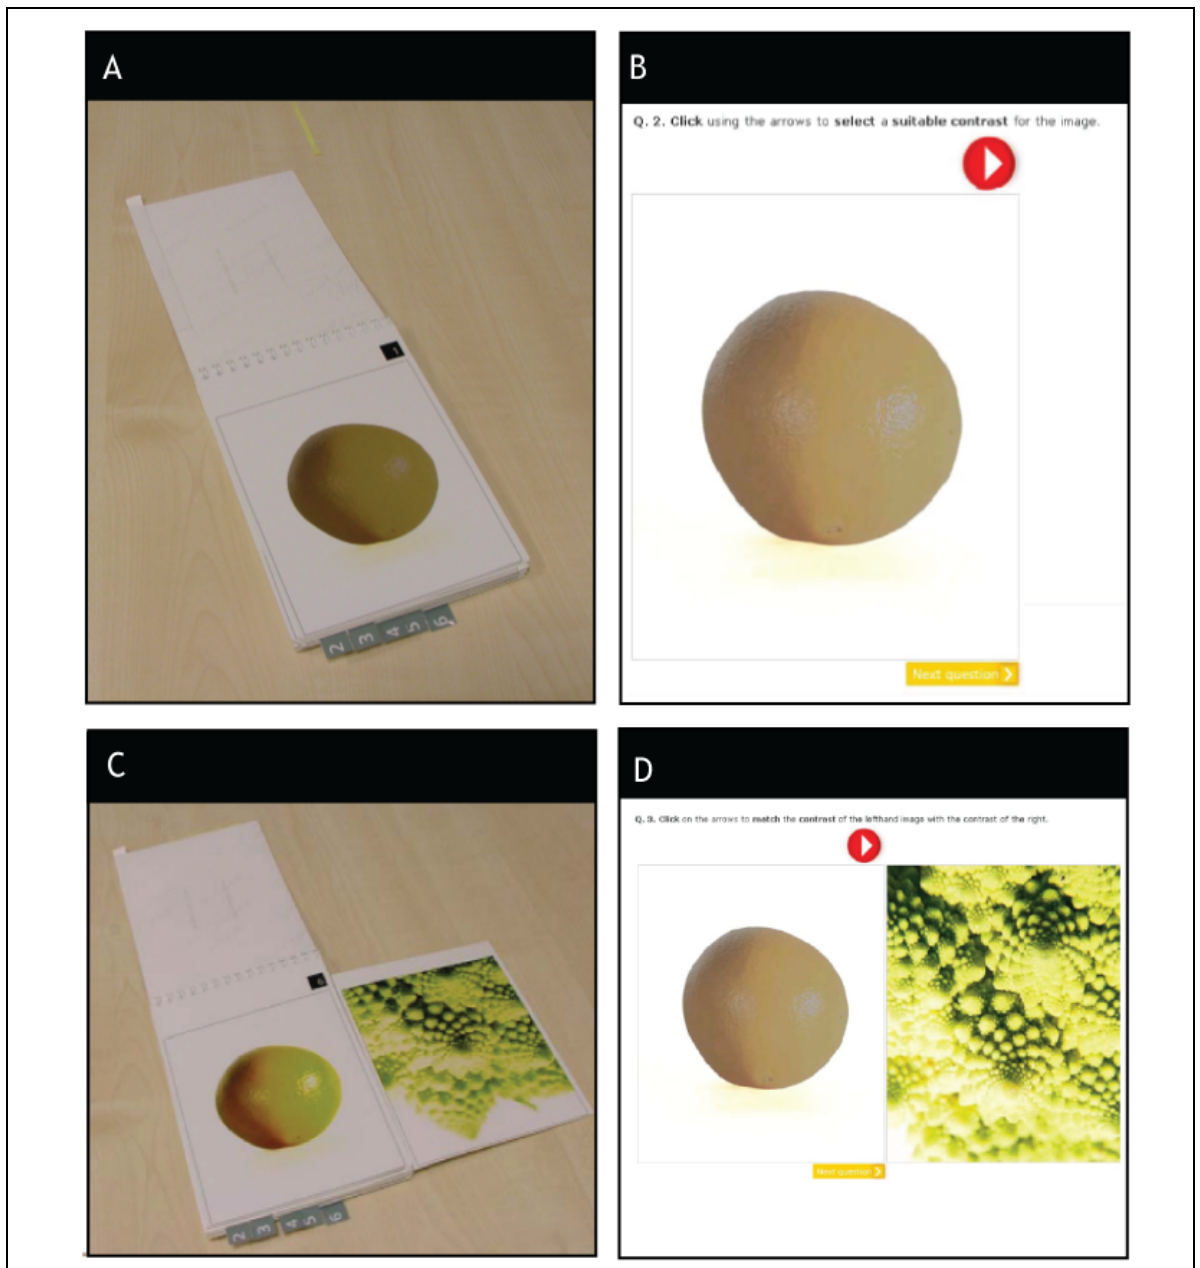 A
1
2 3 4 5 6
B
Q. 2. Click using the arrows to select a suitable contrast for the image.
Next question
C
2 3 4 5 6
D
Q. 3. Click on the arrows to match the contrast of the lefthand image with the contrast of the right.
Next question